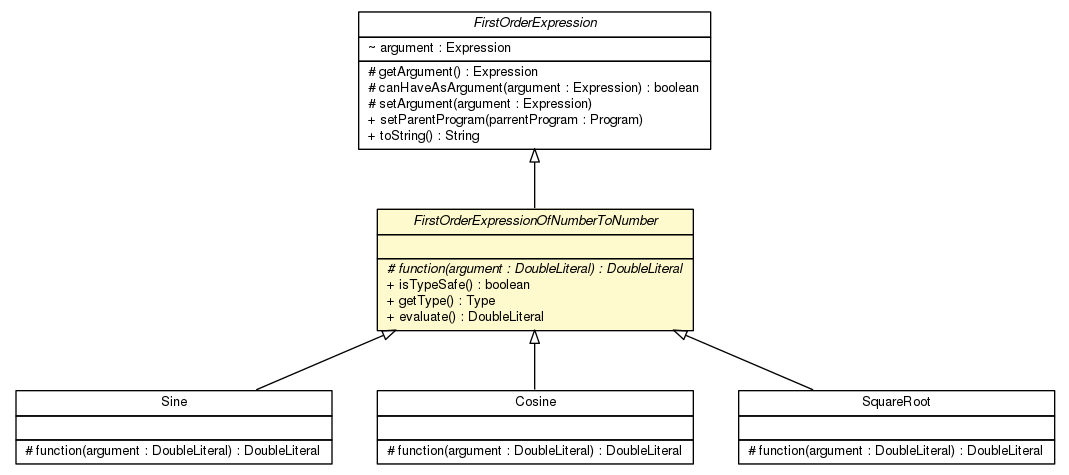 FirstOrderExpression
~ argument : Expression
# getArgument() : Expression
# canHaveAsArgument(argument : Expression) : boolean
# setArgument(argument : Expression)
+ setParentProgram(parrentProgram : Program)
+ toString() : String
FirstOrderExpressionOfNumberToNumber
# function(argument : DoubleLiteral) : DoubleLiteral
+ isTypeSafe() : boolean
+ getType() : Type
+ evaluate() : DoubleLiteral
Sine
# function(argument : DoubleLiteral) : DoubleLiteral
Cosine
# function(argument : DoubleLiteral) : DoubleLiteral
SquareRoot
# function(argument : DoubleLiteral) : DoubleLiteral